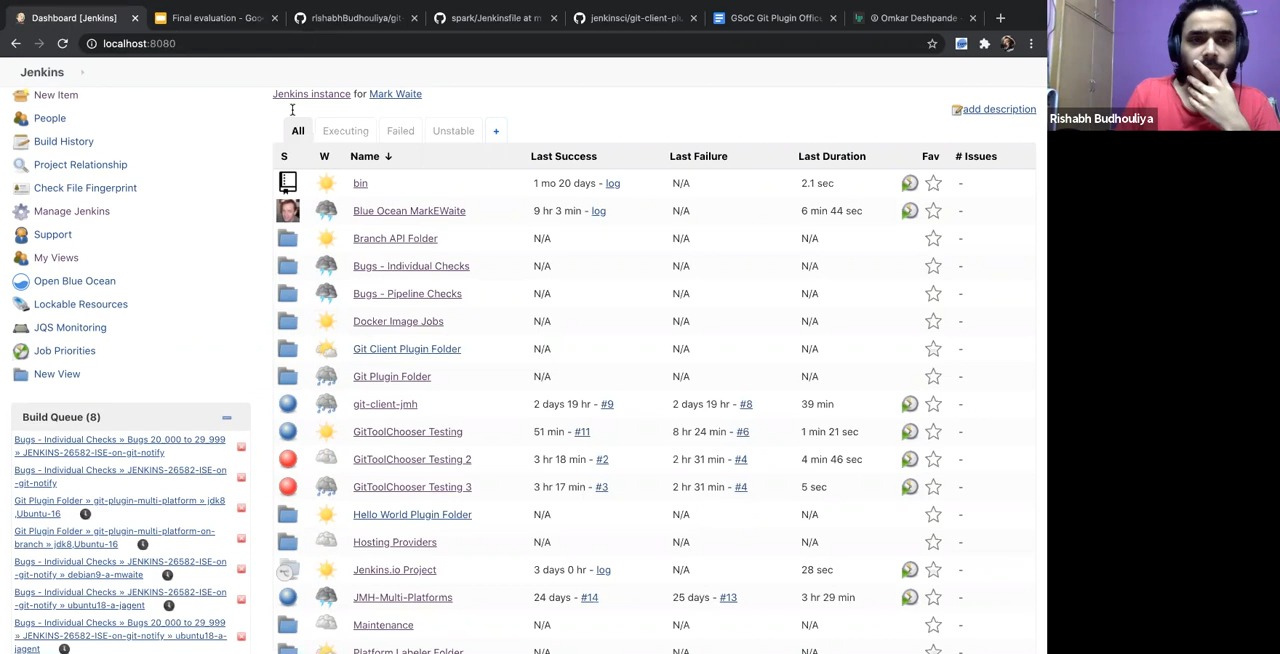 Dashboard [Jenkins]
Final evaluation - Goo
rishabhBudhouliya/git-
spark/Jenkinsfile at m
jenkinsci/git-client-plu
GSoC Git Plugin Offic
Omkar Deshpande -
localhost:8080
Jenkins
New Item
People
Build History
Project Relationship
Check File Fingerprint
Manage Jenkins
Support
My Views
Open Blue Ocean
Lockable Resources
JQS Monitoring
Job Priorities
New View
Build Queue (8)
Bugs - Individual Checks » Bugs 20_000 to 29_999
» JENKINS-26582-ISE-on-git-notify
Bugs - Individual Checks » JENKINS-26582-ISE-on
-git-notify
Git Plugin Folder » git-plugin-multi-platform » jdk8
,Ubuntu-16
Git Plugin Folder » git-plugin-multi-platform-on-
branch » jdk8,Ubuntu-16
Bugs - Individual Checks » JENKINS-26582-ISE-on
-git-notify » debian9-a-mwaite
Bugs - Individual Checks » JENKINS-26582-ISE-on
-git-notify » ubuntu18-a-jagent
Bugs - Individual Checks » Bugs 20_000 to 29_999
» JENKINS-26582-ISE-on-git-notify » ubuntu18-a-
jagent
Jenkins instance for Mark Waite
add description
All Executing Failed Unstable +
S W Name ↓ Last Success Last Failure Last Duration Fav # Issues
bin 1 mo 20 days - log N/A 2.1 sec -
Blue Ocean MarkEWaite 9 hr 3 min - log N/A 6 min 44 sec -
Branch API Folder N/A N/A N/A -
Bugs - Individual Checks N/A N/A N/A -
Bugs - Pipeline Checks N/A N/A N/A -
Docker Image Jobs N/A N/A N/A -
Git Client Plugin Folder N/A N/A N/A -
Git Plugin Folder N/A N/A N/A -
git-client-jmh 2 days 19 hr - #9 2 days 19 hr - #8 39 min -
GitToolChooser Testing 51 min - #11 8 hr 24 min - #6 1 min 21 sec -
GitToolChooser Testing 2 3 hr 18 min - #2 2 hr 31 min - #4 4 min 46 sec -
GitToolChooser Testing 3 3 hr 17 min - #3 2 hr 31 min - #4 5 sec -
Hello World Plugin Folder N/A N/A N/A -
Hosting Providers N/A N/A N/A -
Jenkins.io Project 3 days 0 hr - log N/A 28 sec -
JMH-Multi-Platforms 24 days - #14 25 days - #13 3 hr 29 min -
Maintenance N/A N/A N/A -
Platform Labeler Folder N/A N/A N/A -
Rishabh Budhouliya